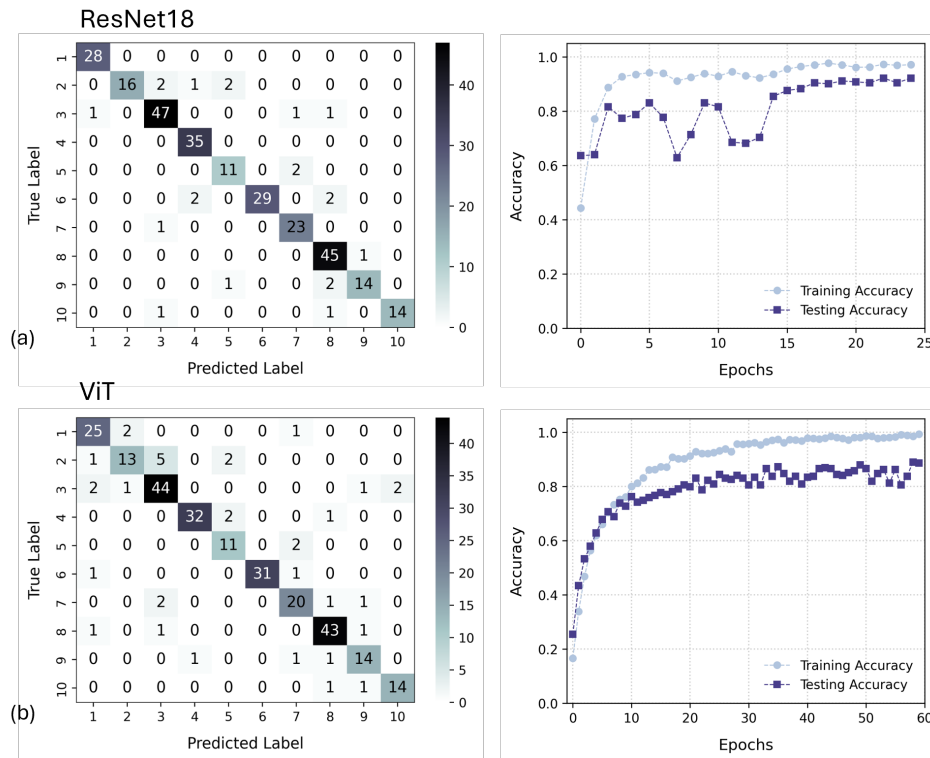 ResNet18
1 28 0 0 0 0 0 0 0 0 0
2 0 16 2 1 2 0 0 0 0 0
3 1 0 47 0 0 0 1 1 0 0
4 0 0 0 35 0 0 0 0 0 0
5 0 0 0 0 11 0 2 0 0 0
6 0 0 0 2 0 29 0 2 0 0
7 0 0 1 0 0 0 23 0 0 0
8 0 0 0 0 0 0 0 45 1 0
9 0 0 0 0 1 0 0 2 14 0
10 0 0 1 0 0 0 0 1 0 14
1 2 3 4 5 6 7 8 9 10
True Label
Predicted Label
40
30
20
10
0
(a)
1.0
0.8
0.6
0.4
0.2
0.0
0 5 10 15 20 25
Accuracy
Epochs
Training Accuracy
Testing Accuracy
ViT
1 25 2 0 0 0 0 1 0 0 0
2 1 13 5 0 2 0 0 0 0 0
3 2 1 44 0 0 0 0 0 1 2
4 0 0 0 32 2 0 0 1 0 0
5 0 0 0 0 11 0 2 0 0 0
6 1 0 0 0 0 31 1 0 0 0
7 0 0 2 0 0 0 20 1 1 0
8 1 0 1 0 0 0 0 43 1 0
9 0 0 0 1 0 0 1 1 14 0
10 0 0 0 0 0 0 0 1 1 14
1 2 3 4 5 6 7 8 9 10
True Label
Predicted Label
40
35
30
25
20
15
10
5
0
(b)
1.0
0.8
0.6
0.4
0.2
0.0
0 10 20 30 40 50 60
Accuracy
Epochs
Training Accuracy
Testing Accuracy